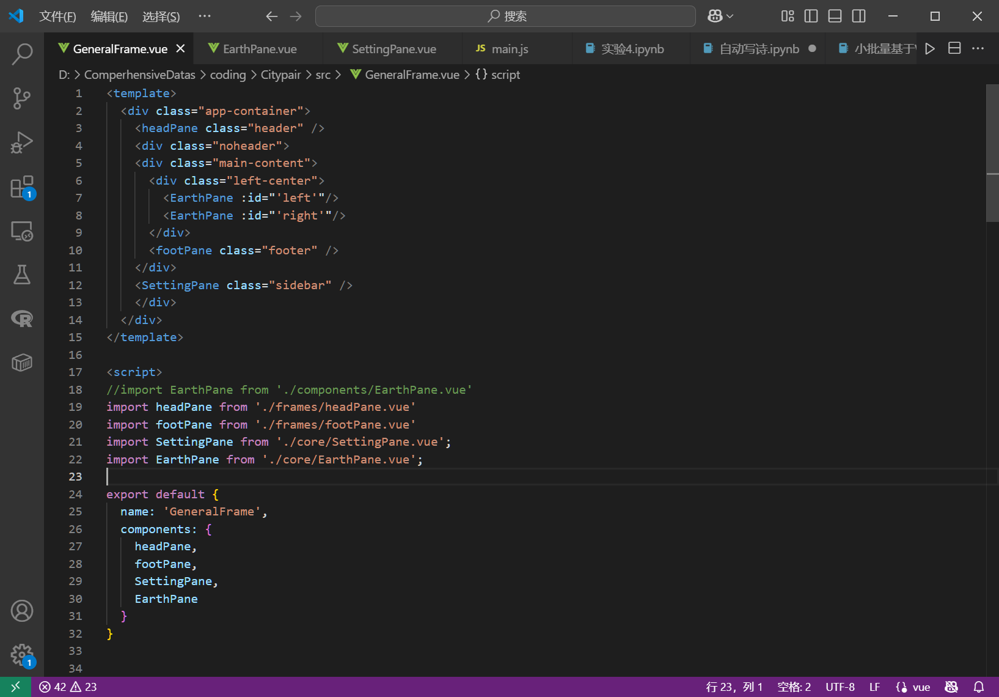 文件(F) 编辑(E) 选择(S) ··· 搜索
GeneralFrame.vue EarthPane.vue SettingPane.vue JS main.js 实验4.ipynb 自动写诗.ipynb 小批量基于
D: > ComperhensiveDatas > coding > Citypair > src > GeneralFrame.vue > {} script
1 <template>
2 <div class="app-container">
3 <headPane class="header" />
4 <div class="noheader">
5 <div class="main-content">
6 <div class="left-center">
7 <EarthPane :id="'left'"/>
8 <EarthPane :id="'right'"/>
9 </div>
10 <footPane class="footer" />
11 </div>
12 <SettingPane class="sidebar" />
13 </div>
14 </div>
15 </template>
16
17 <script>
18 //import EarthPane from './components/EarthPane.vue'
19 import headPane from './frames/headPane.vue'
20 import footPane from './frames/footPane.vue'
21 import SettingPane from './core/SettingPane.vue';
22 import EarthPane from './core/EarthPane.vue';
23
24 export default {
25 name: 'GeneralFrame',
26 components: {
27 headPane,
28 footPane,
29 SettingPane,
30 EarthPane
31 }
32 }
33
34
1
R
1
42 23 行 23，列 1 空格: 2 UTF-8 LF {} vue